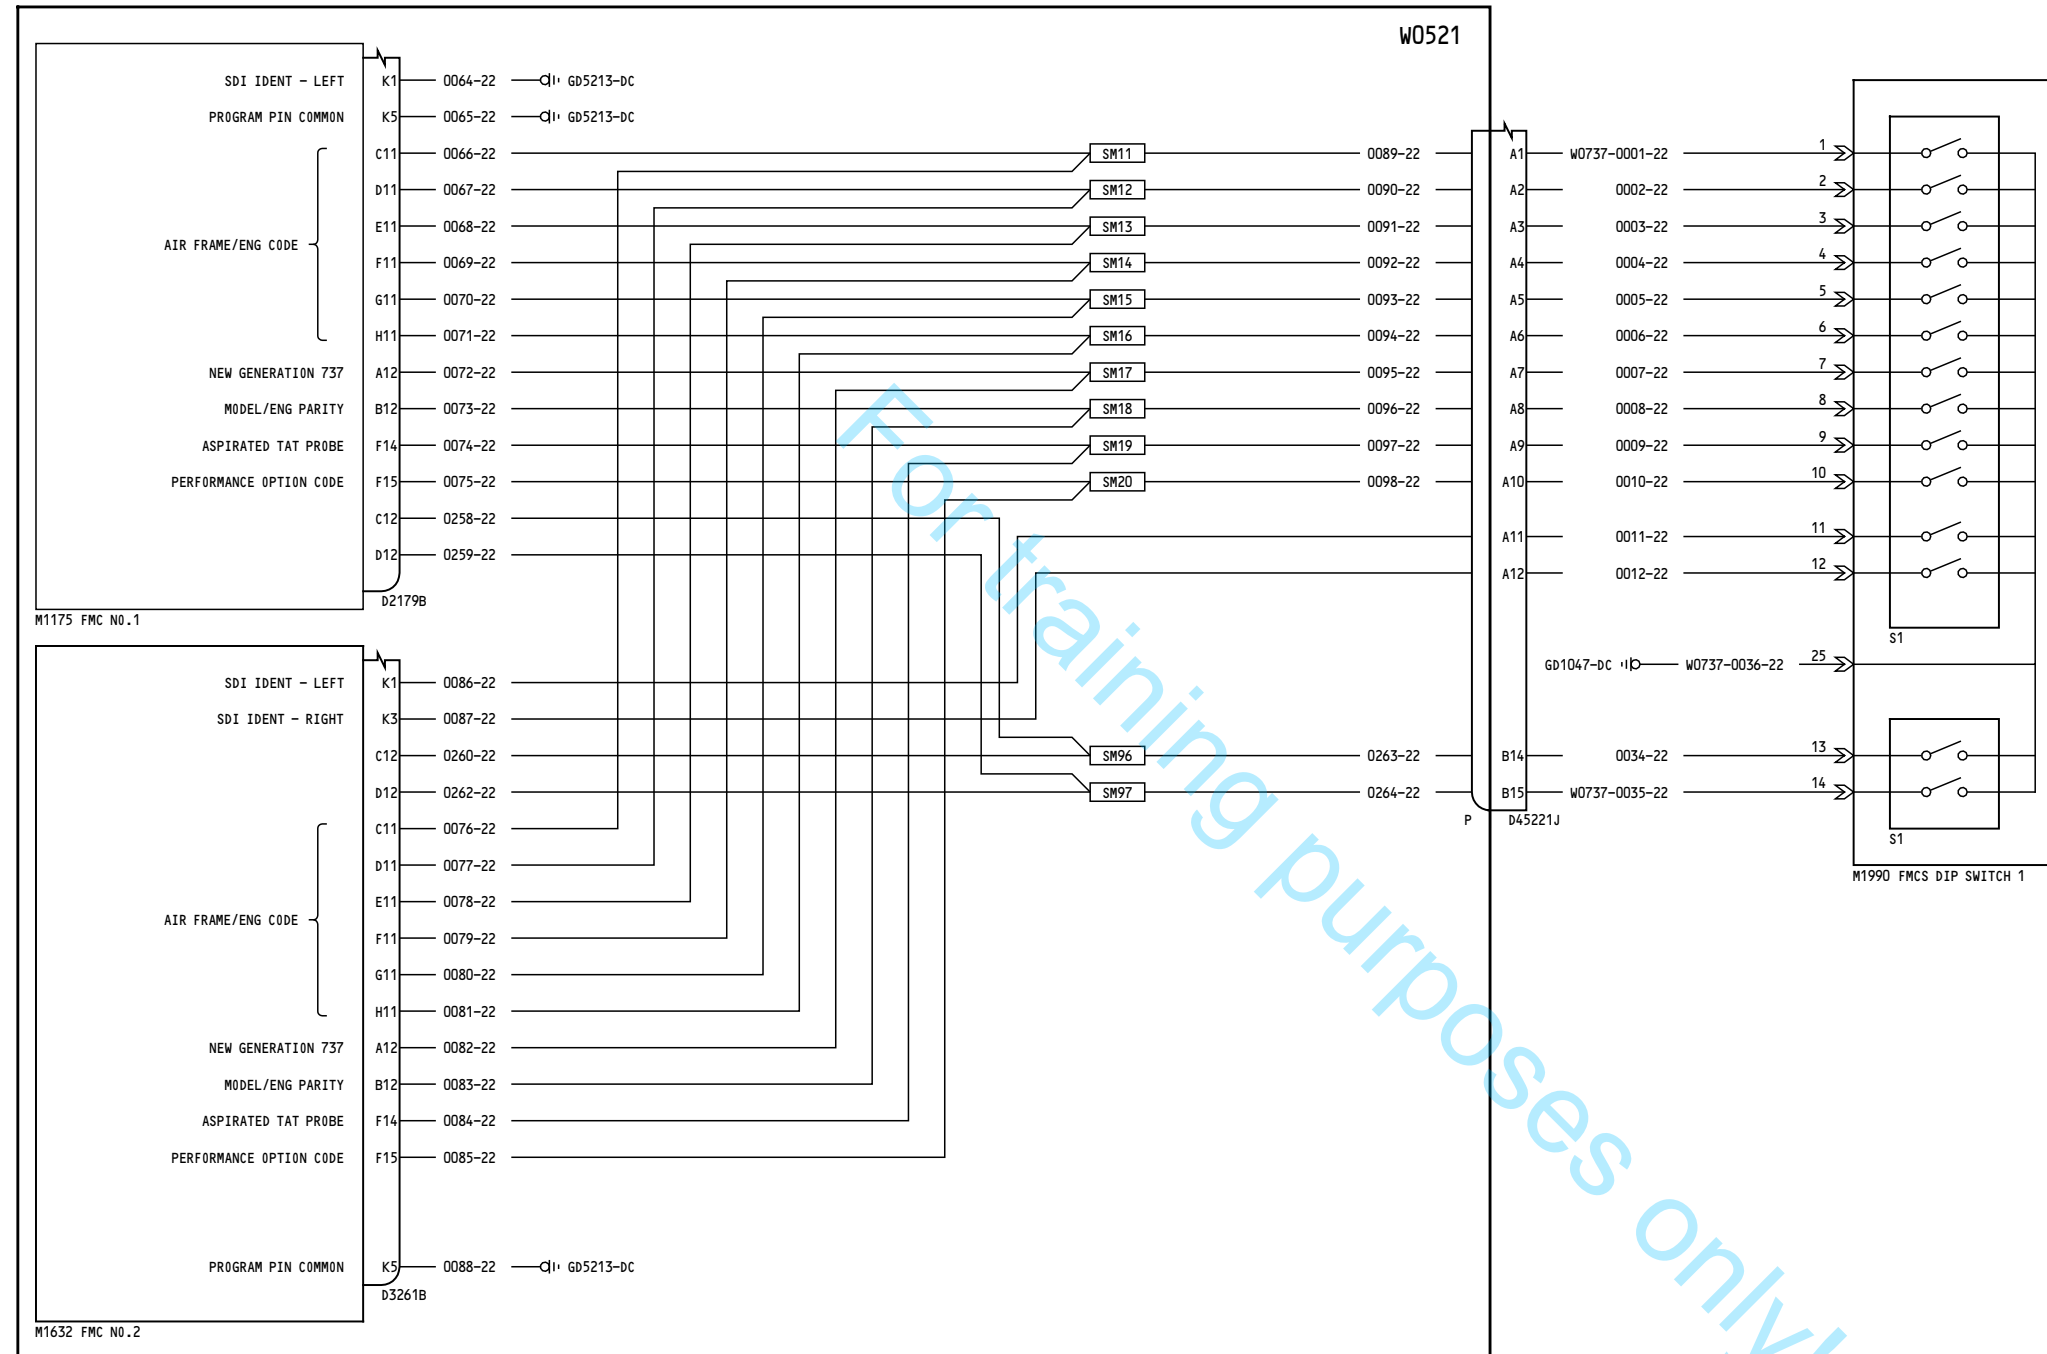 W0521
SDI IDENT – LEFT K1 0064-22 GD5213-DC
PROGRAM PIN COMMON K5 0065-22 GD5213-DC
C11 0066-22 SM11 0089-22 A1 W0737-0001-22 1
D11 0067-22 SM12 0090-22 A2 0002-22 2
E11 0068-22 SM13 0091-22 A3 0003-22 3
AIR FRAME/ENG CODE
F11 0069-22 SM14 0092-22 A4 0004-22 4
G11 0070-22 SM15 0093-22 A5 0005-22 5
H11 0071-22 SM16 0094-22 A6 0006-22 6
NEW GENERATION 737 A12 0072-22 SM17 0095-22 A7 0007-22 7
MODEL/ENG PARITY B12 0073-22 SM18 0096-22 A8 0008-22 8
ASPIRATED TAT PROBE F14 0074-22 SM19 0097-22 A9 0009-22 9
PERFORMANCE OPTION CODE F15 0075-22 SM20 0098-22 A10 0010-22 10
C12 0258-22
A11 0011-22 11
D12 0259-22
A12 0012-22 12
D2179B
M1175 FMC NO.1
S1
GD1047-DC W0737-0036-22 25
SDI IDENT – LEFT K1 0086-22
SDI IDENT – RIGHT K3 0087-22
C12 0260-22 SM96 0263-22 B14 0034-22 13
D12 0262-22 SM97 0264-22 B15 W0737-0035-22 14
P D45221J
S1
M1990 FMCS DIP SWITCH 1
C11 0076-22
D11 0077-22
E11 0078-22
AIR FRAME/ENG CODE
F11 0079-22
G11 0080-22
H11 0081-22
NEW GENERATION 737 A12 0082-22
MODEL/ENG PARITY B12 0083-22
ASPIRATED TAT PROBE F14 0084-22
PERFORMANCE OPTION CODE F15 0085-22
PROGRAM PIN COMMON K5 0088-22 GD5213-DC
D3261B
M1632 FMC NO.2
For training purposes only!